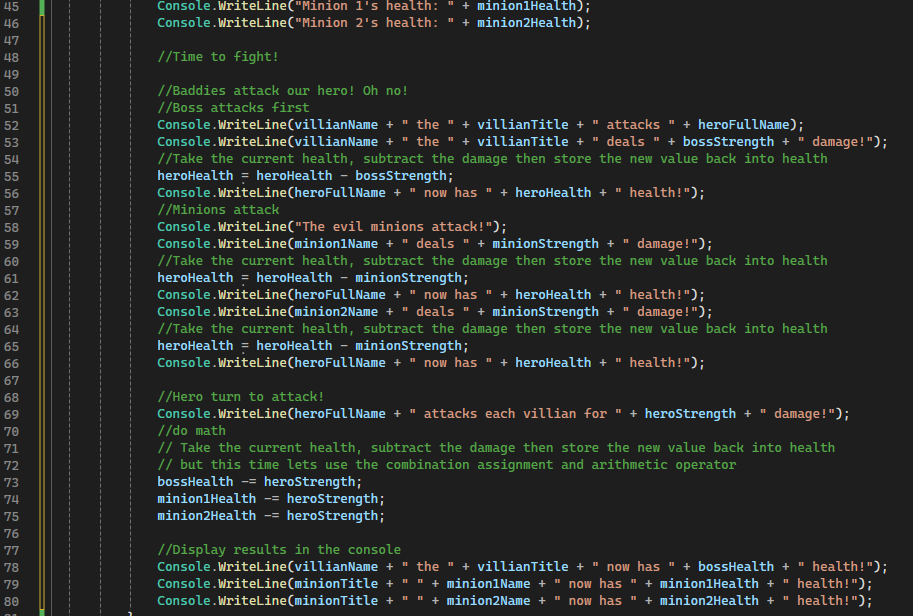 45 Console.WriteLine("Minion 1's health: " + minion1Health);
46 Console.WriteLine("Minion 2's health: " + minion2Health);
47
48 //Time to fight!
49
50 //Baddies attack our hero! Oh no!
51 //Boss attacks first
52 Console.WriteLine(villianName + " the " + villianTitle + " attacks " + heroFullName);
53 Console.WriteLine(villianName + " the " + villianTitle + " deals " + bossStrength + " damage!");
54 //Take the current health, subtract the damage then store the new value back into health
55 heroHealth = heroHealth - bossStrength;
56 Console.WriteLine(heroFullName + " now has " + heroHealth + " health!");
57 //Minions attack
58 Console.WriteLine("The evil minions attack!");
59 Console.WriteLine(minion1Name + " deals " + minionStrength + " damage!");
60 //Take the current health, subtract the damage then store the new value back into health
61 heroHealth = heroHealth - minionStrength;
62 Console.WriteLine(heroFullName + " now has " + heroHealth + " health!");
63 Console.WriteLine(minion2Name + " deals " + minionStrength + " damage!");
64 //Take the current health, subtract the damage then store the new value back into health
65 heroHealth = heroHealth - minionStrength;
66 Console.WriteLine(heroFullName + " now has " + heroHealth + " health!");
67
68 //Hero turn to attack!
69 Console.WriteLine(heroFullName + " attacks each villian for " + heroStrength + " damage!");
70 //do math
71 // Take the current health, subtract the damage then store the new value back into health
72 // but this time lets use the combination assignment and arithmetic operator
73 bossHealth -= heroStrength;
74 minion1Health -= heroStrength;
75 minion2Health -= heroStrength;
76
77 //Display results in the console
78 Console.WriteLine(villianName + " the " + villianTitle + " now has " + bossHealth + " health!");
79 Console.WriteLine(minionTitle + " " + minion1Name + " now has " + minion1Health + " health!");
80 Console.WriteLine(minionTitle + " " + minion2Name + " now has " + minion2Health + " health!");